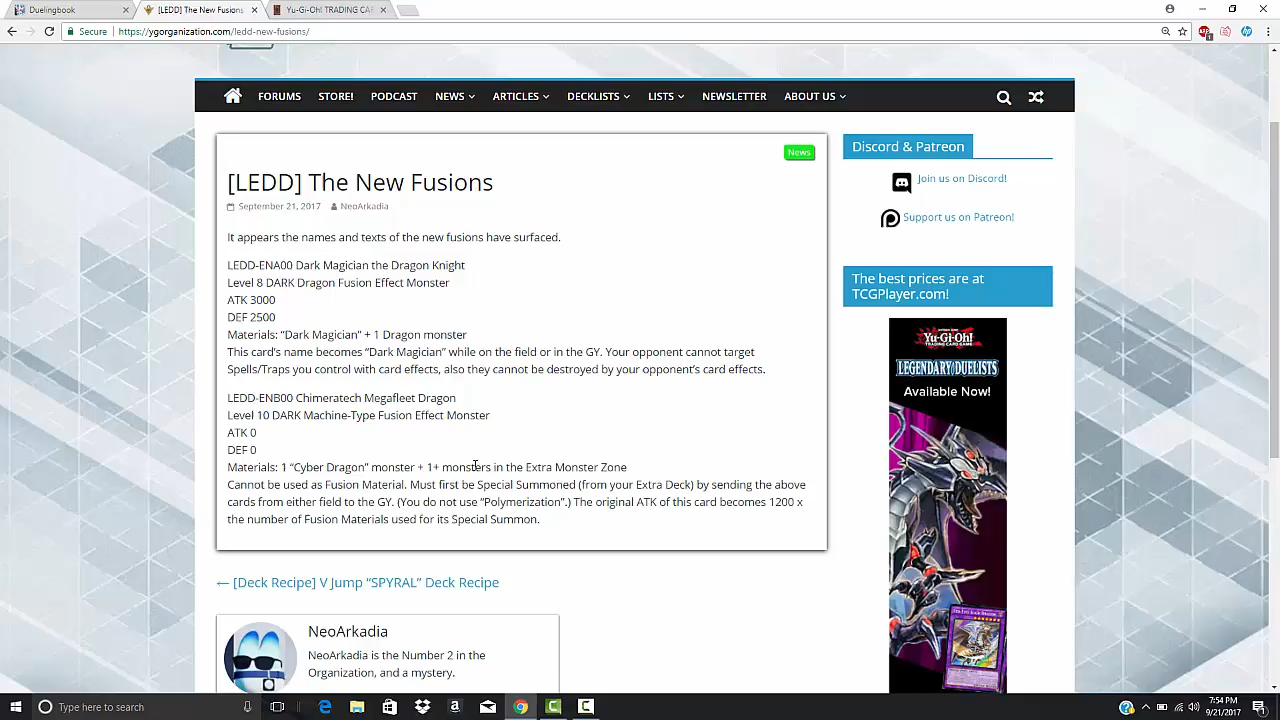 Duelingbook
[LEDD] The New Fusions
Yu-Gi-Oh! TRADING CAR
Secure https://ygorganization.com/ledd-new-fusions/
FORUMS STORE! PODCAST NEWS ARTICLES DECKLISTS LISTS NEWSLETTER ABOUT US
News
[LEDD] The New Fusions
September 21, 2017 NeoArkadia
It appears the names and texts of the new fusions have surfaced.
LEDD-ENA00 Dark Magician the Dragon Knight
Level 8 DARK Dragon Fusion Effect Monster
ATK 3000
DEF 2500
Materials: “Dark Magician” + 1 Dragon monster
This card’s name becomes “Dark Magician” while on the field or in the GY. Your opponent cannot target
Spells/Traps you control with card effects, also they cannot be destroyed by your opponent’s card effects.
LEDD-ENB00 Chimeratech Megafleet Dragon
Level 10 DARK Machine-Type Fusion Effect Monster
ATK 0
DEF 0
Materials: 1 “Cyber Dragon” monster + 1+ monsters in the Extra Monster Zone
Cannot be used as Fusion Material. Must first be Special Summoned (from your Extra Deck) by sending the above
cards from either field to the GY. (You do not use “Polymerization”.) The original ATK of this card becomes 1200 x
the number of Fusion Materials used for its Special Summon.
← [Deck Recipe] V Jump “SPYRAL” Deck Recipe
NeoArkadia
NeoArkadia is the Number 2 in the
Organization, and a mystery.
Discord & Patreon
Join us on Discord!
Support us on Patreon!
The best prices are at
TCGPlayer.com!
Yu-Gi-Oh!
TRADING CARD GAME
LEGENDARY DUELISTS
Available Now!
Type here to search
7:54 PM
9/21/2017